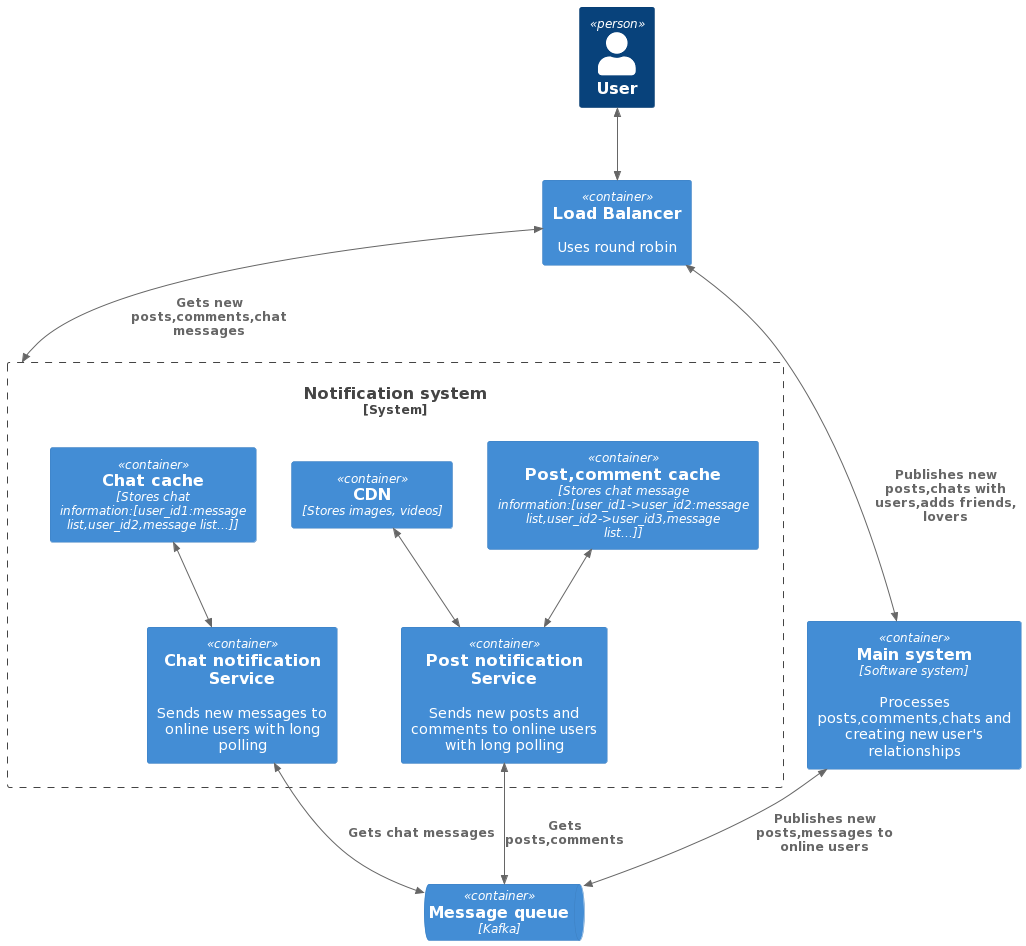 «person»
User
«container»
Load Balancer
Uses round robin
Gets new
posts,comments,chat
messages
Notification system
[System]
«container»
Chat cache
[Stores chat
information:[user_id1:message
list,user_id2,message list...]]
«container»
CDN
[Stores images, videos]
«container»
Post,comment cache
[Stores chat message
information:[user_id1->user_id2:message
list,user_id2->user_id3,message
list...]]
Publishes new
posts,chats with
users,adds friends,
lovers
«container»
Chat notification
Service
Sends new messages to
online users with long
polling
«container»
Post notification
Service
Sends new posts and
comments to online users
with long polling
«container»
Main system
[Software system]
Processes
posts,comments,chats and
creating new user's
relationships
Gets chat messages
Gets
posts,comments
Publishes new
posts,messages to
online users
«container»
Message queue
[Kafka]